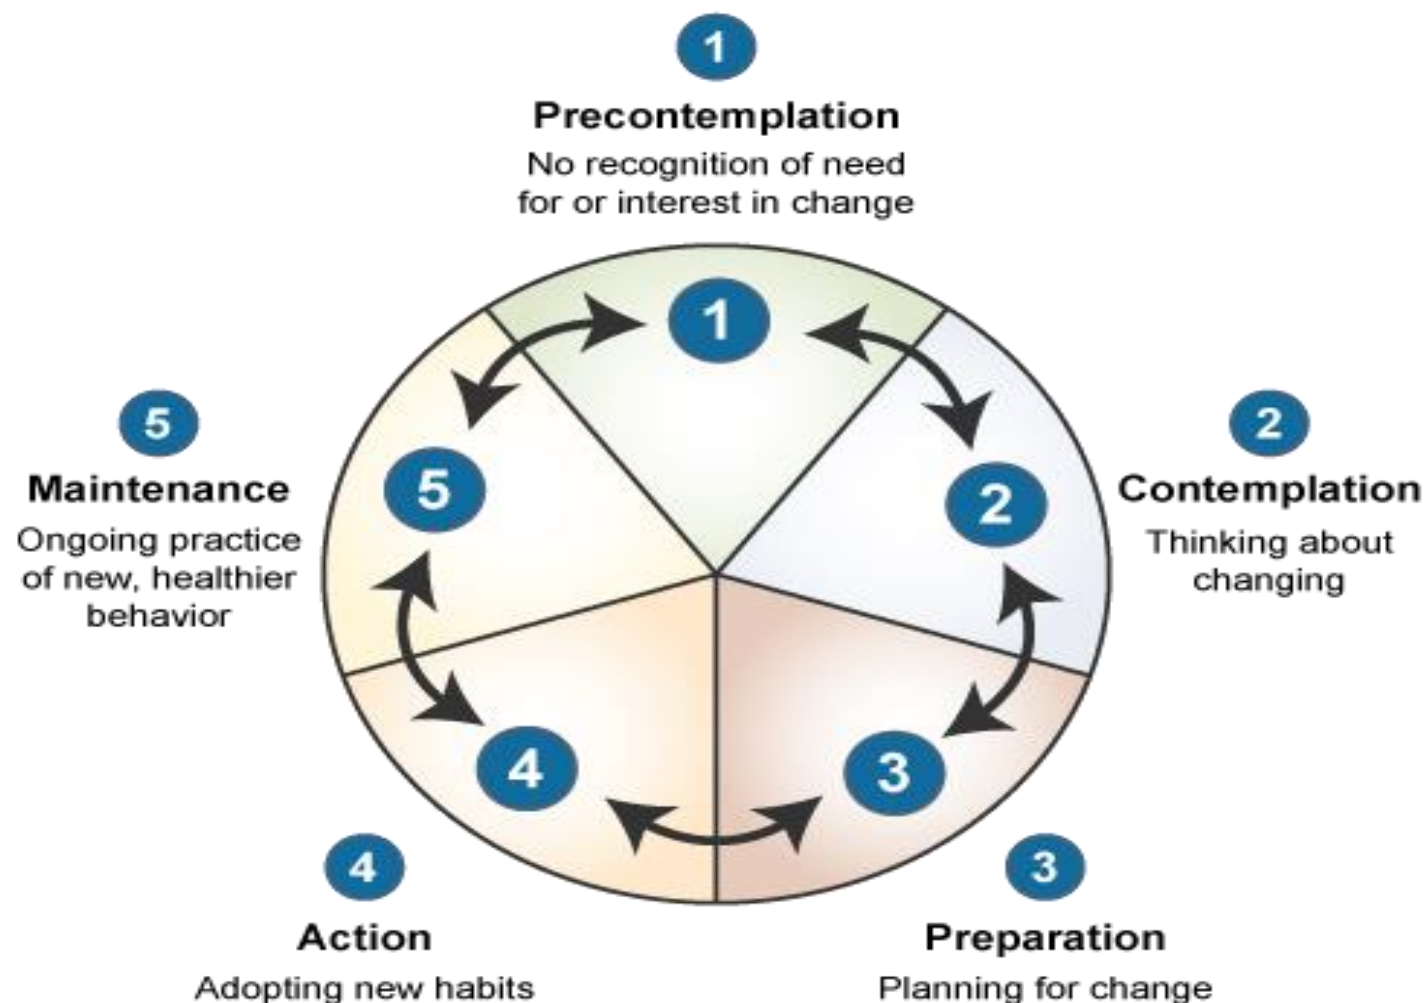 1
Precontemplation
No recognition of need
for or interest in change
1
2
Contemplation
Thinking about
changing
2
3
3
Preparation
Planning for change
4
4
Action
Adopting new habits
5
5
Maintenance
Ongoing practice
of new, healthier
behavior